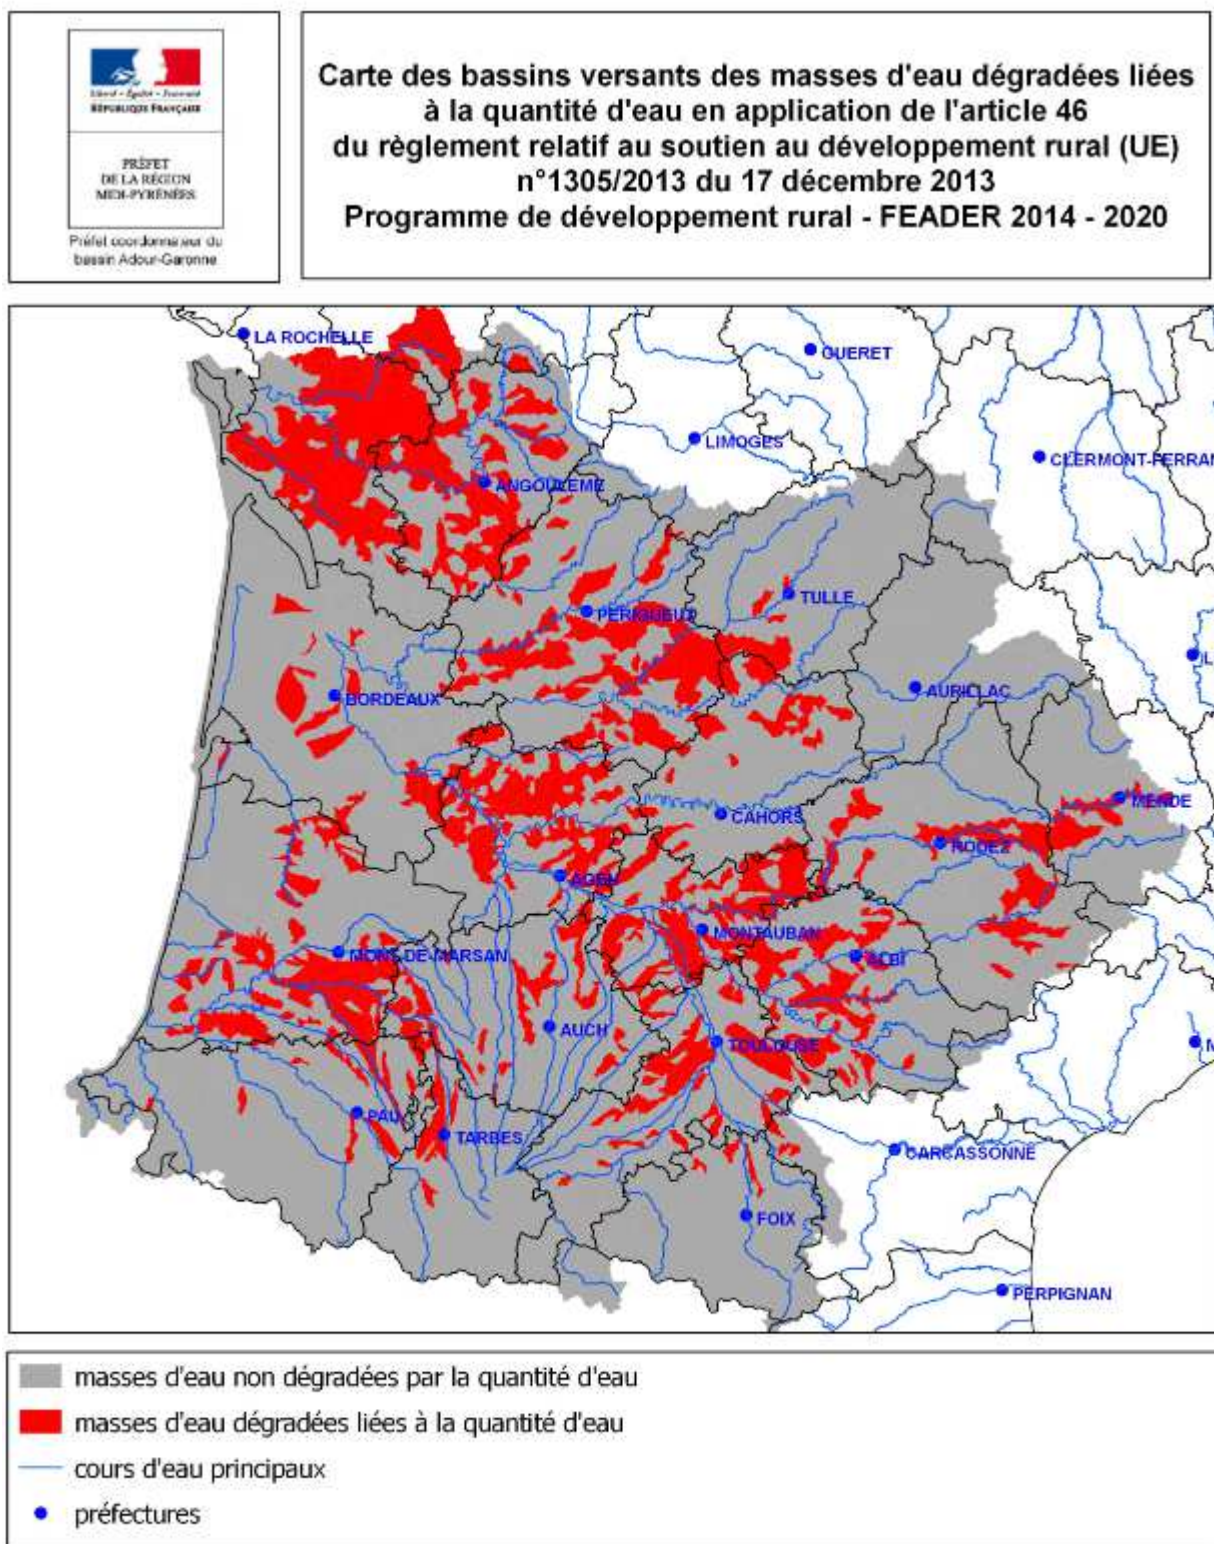 Liberté • Égalité • Fraternité
RÉPUBLIQUE FRANÇAISE
PRÉFET
DE LA RÉGION
MIDI-PYRÉNÉES
Préfet coordonnateur du
bassin Adour-Garonne
Carte des bassins versants des masses d'eau dégradées liées
à la quantité d'eau en application de l'article 46
du règlement relatif au soutien au développement rural (UE)
n°1305/2013 du 17 décembre 2013
Programme de développement rural - FEADER 2014 - 2020
LA ROCHELLE
GUERET
LIMOGES
CLERMONT-FERRAN
ANGOULEME
TULLE
PERIGUEUX
L
AURILLAC
BORDEAUX
MENDE
CAHORS
RODEZ
AGEN
MONTAUBAN
MONT-DE-MARSAN
ALBI
AUCH
TOULOUSE
M
PAU
TARBES
CARCASSONNE
FOIX
PERPIGNAN
masses d'eau non dégradées par la quantité d'eau
masses d'eau dégradées liées à la quantité d'eau
cours d'eau principaux
préfectures